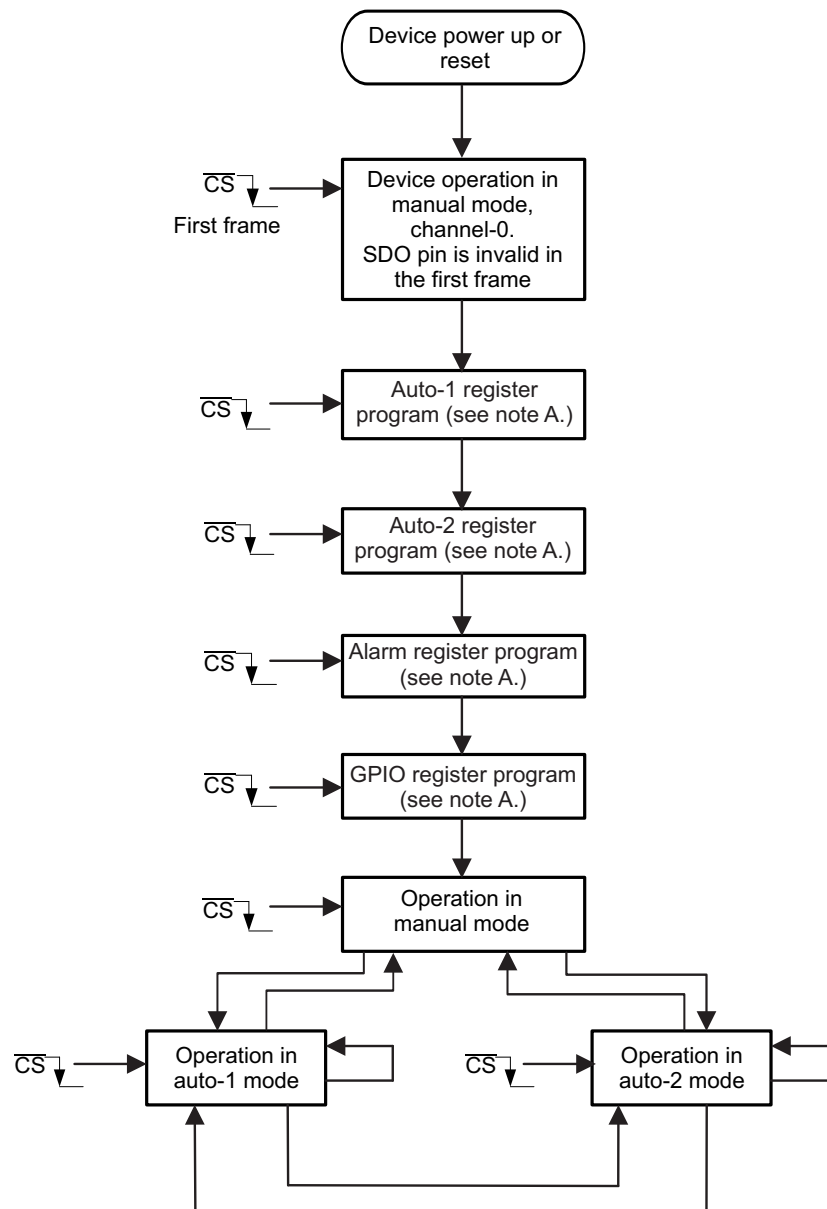 Device power up or
reset
CS
First frame
Device operation in
manual mode,
channel-0.
SDO pin is invalid in
the first frame
CS
Auto-1 register
program (see note A.)
CS
Auto-2 register
program (see note A.)
CS
Alarm register program
(see note A.)
CS
GPIO register program
(see note A.)
CS
Operation in
manual mode
CS
Operation in
auto-1 mode
CS
Operation in
auto-2 mode